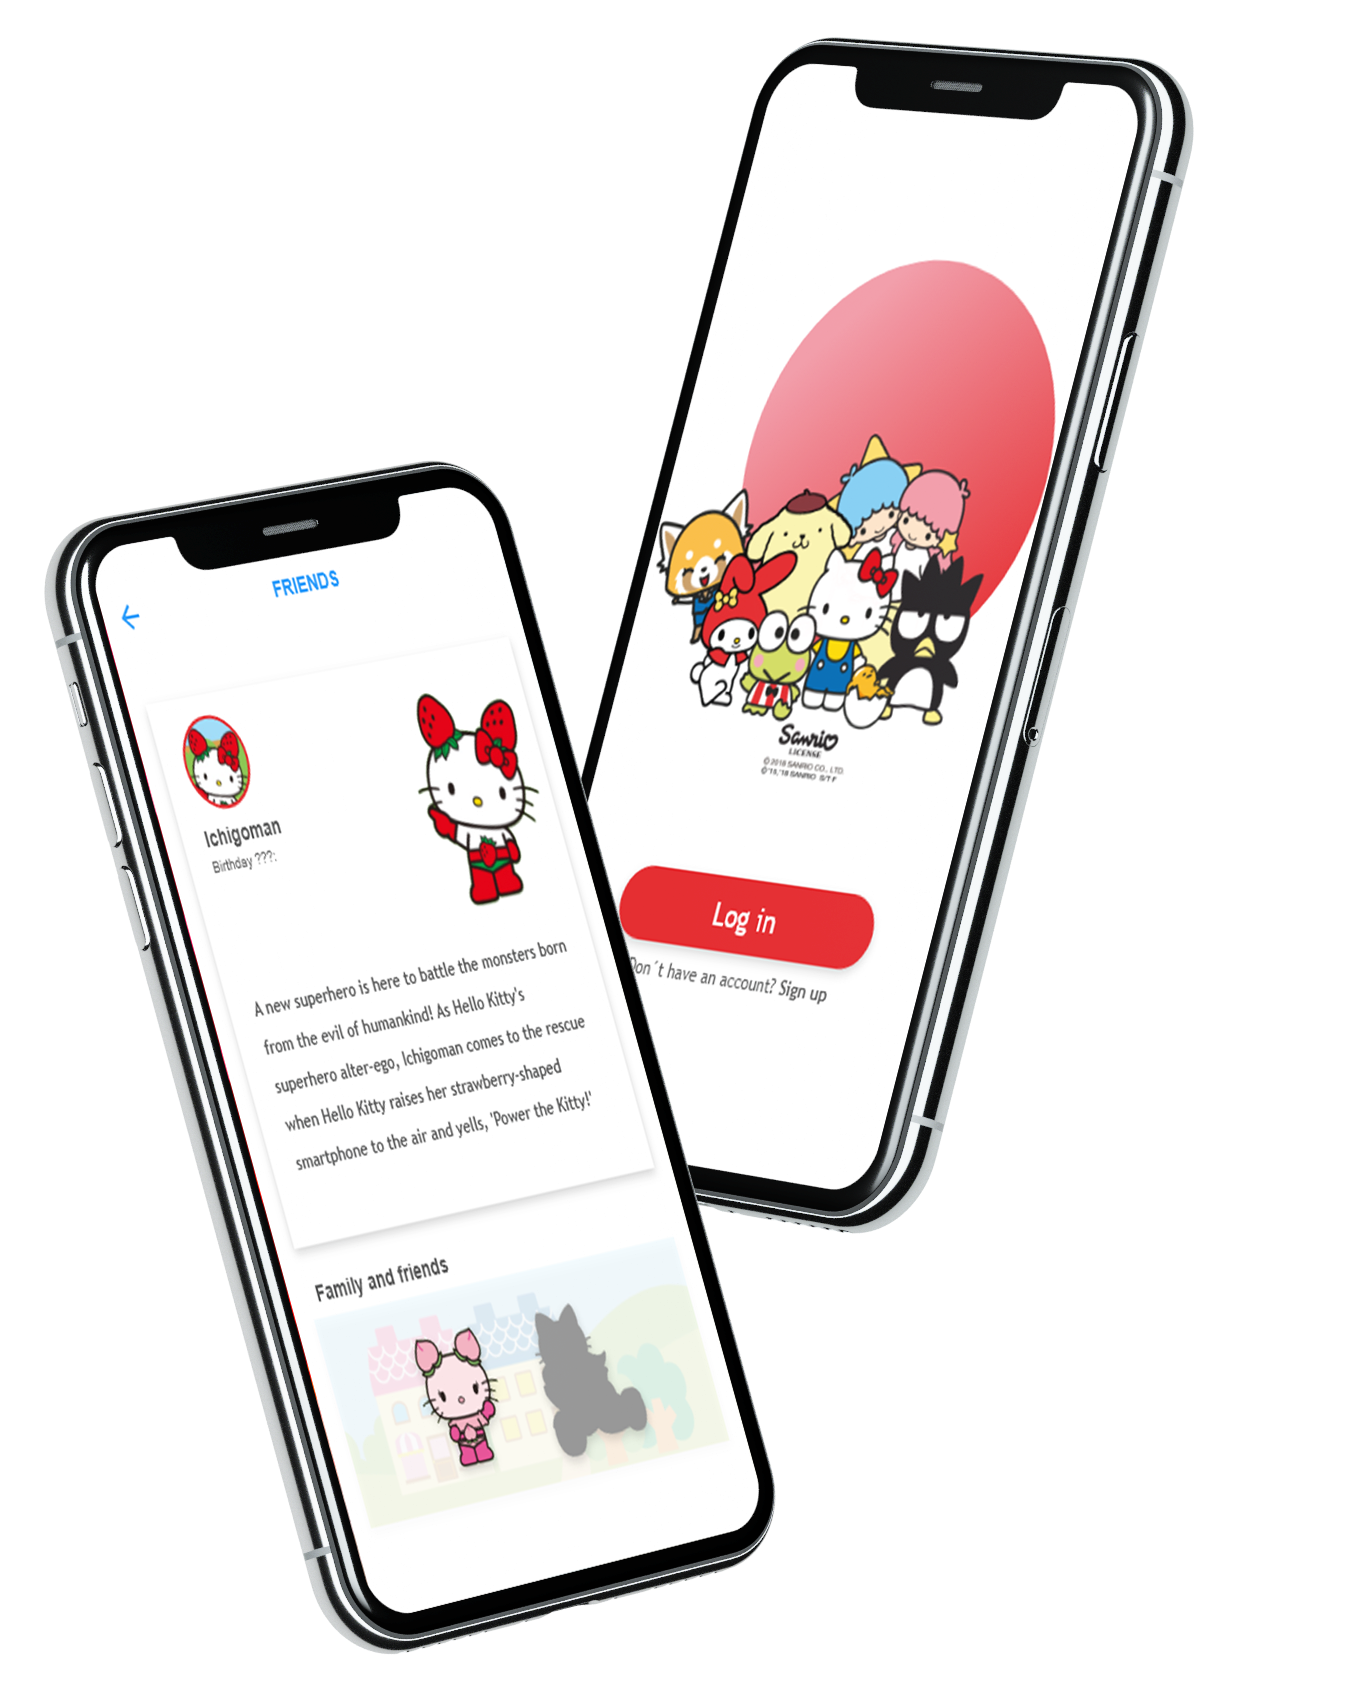 FRIENDS
Ichigoman
Birthday ???:
A new superhero is here to battle the monsters born
from the evil of humankind! As Hello Kitty's
superhero alter-ego, Ichigoman comes to the rescue
when Hello Kitty raises her strawberry-shaped
smartphone to the air and yells, 'Power the Kitty!'
Family and friends
Sanrio
LICENSE
© 2018 SANRIO CO., LTD.
SANRIO S/T·F
Log in
Don´t have an account? Sign up